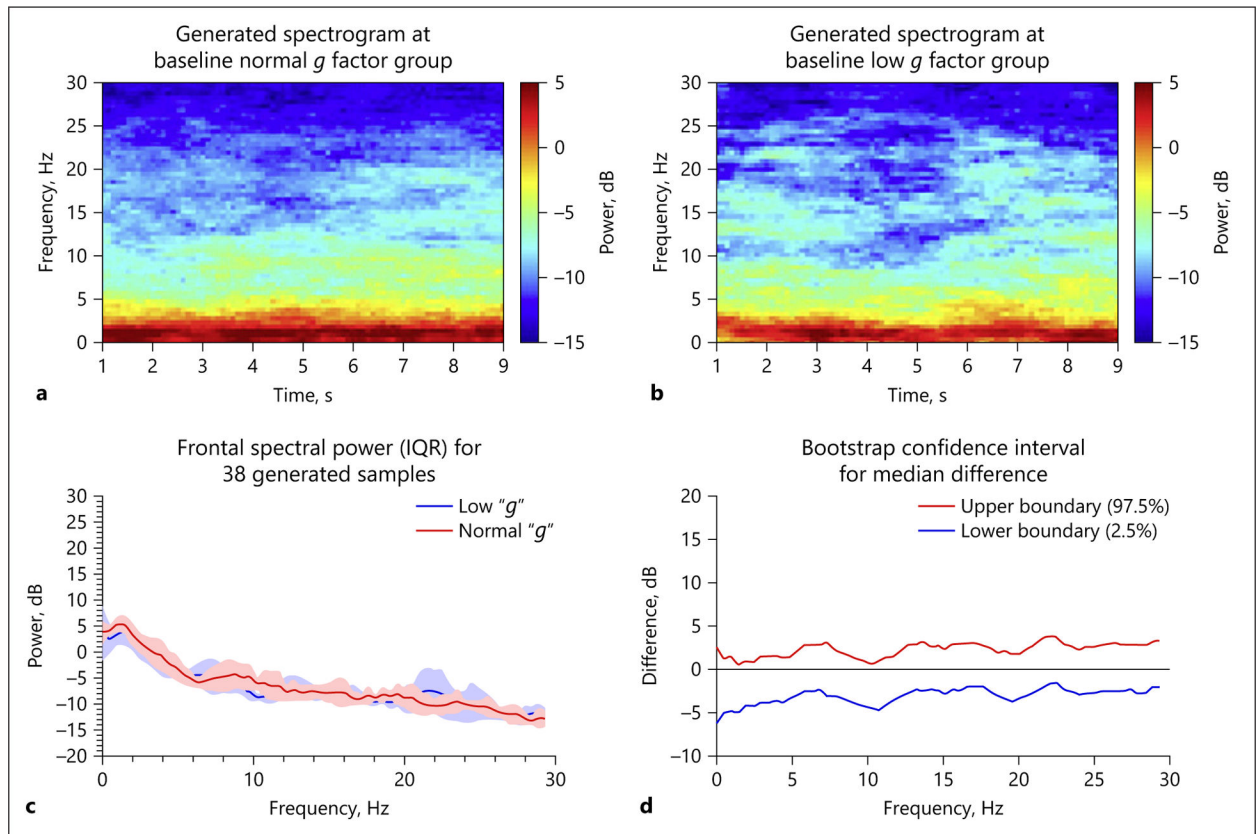 Generated spectrogram at
baseline normal g factor group
30
25
20
15
10
5
0
Frequency, Hz
1 2 3 4 5 6 7 8 9
Time, s
5
0
−5
−10
−15
Power, dB
a
Generated spectrogram at
baseline low g factor group
30
25
20
15
10
5
0
Frequency, Hz
1 2 3 4 5 6 7 8 9
Time, s
5
0
−5
−10
−15
Power, dB
b
Frontal spectral power (IQR) for
38 generated samples
30
25
20
15
10
5
0
−5
−10
−15
−20
Power, dB
Low “g”
Normal “g”
0 10 20 30
Frequency, Hz
c
Bootstrap confidence interval
for median difference
20
15
10
5
0
−5
−10
Difference, dB
Upper boundary (97.5%)
Lower boundary (2.5%)
0 5 10 15 20 25 30
Frequency, Hz
d